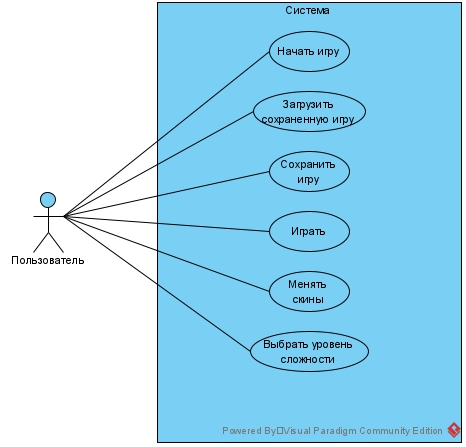 Система
Начать игру
Загрузить
сохраненную игру
Сохранить
игру
Играть
Менять
скины
Выбрать уровень
сложности
Пользователь
Powered By□Visual Paradigm Community Edition